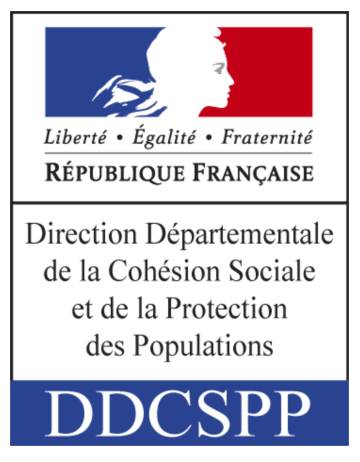 Liberté • Égalité • Fraternité
RÉPUBLIQUE FRANÇAISE
Direction Départementale
de la Cohésion Sociale
et de la Protection
des Populations
DDCSPP